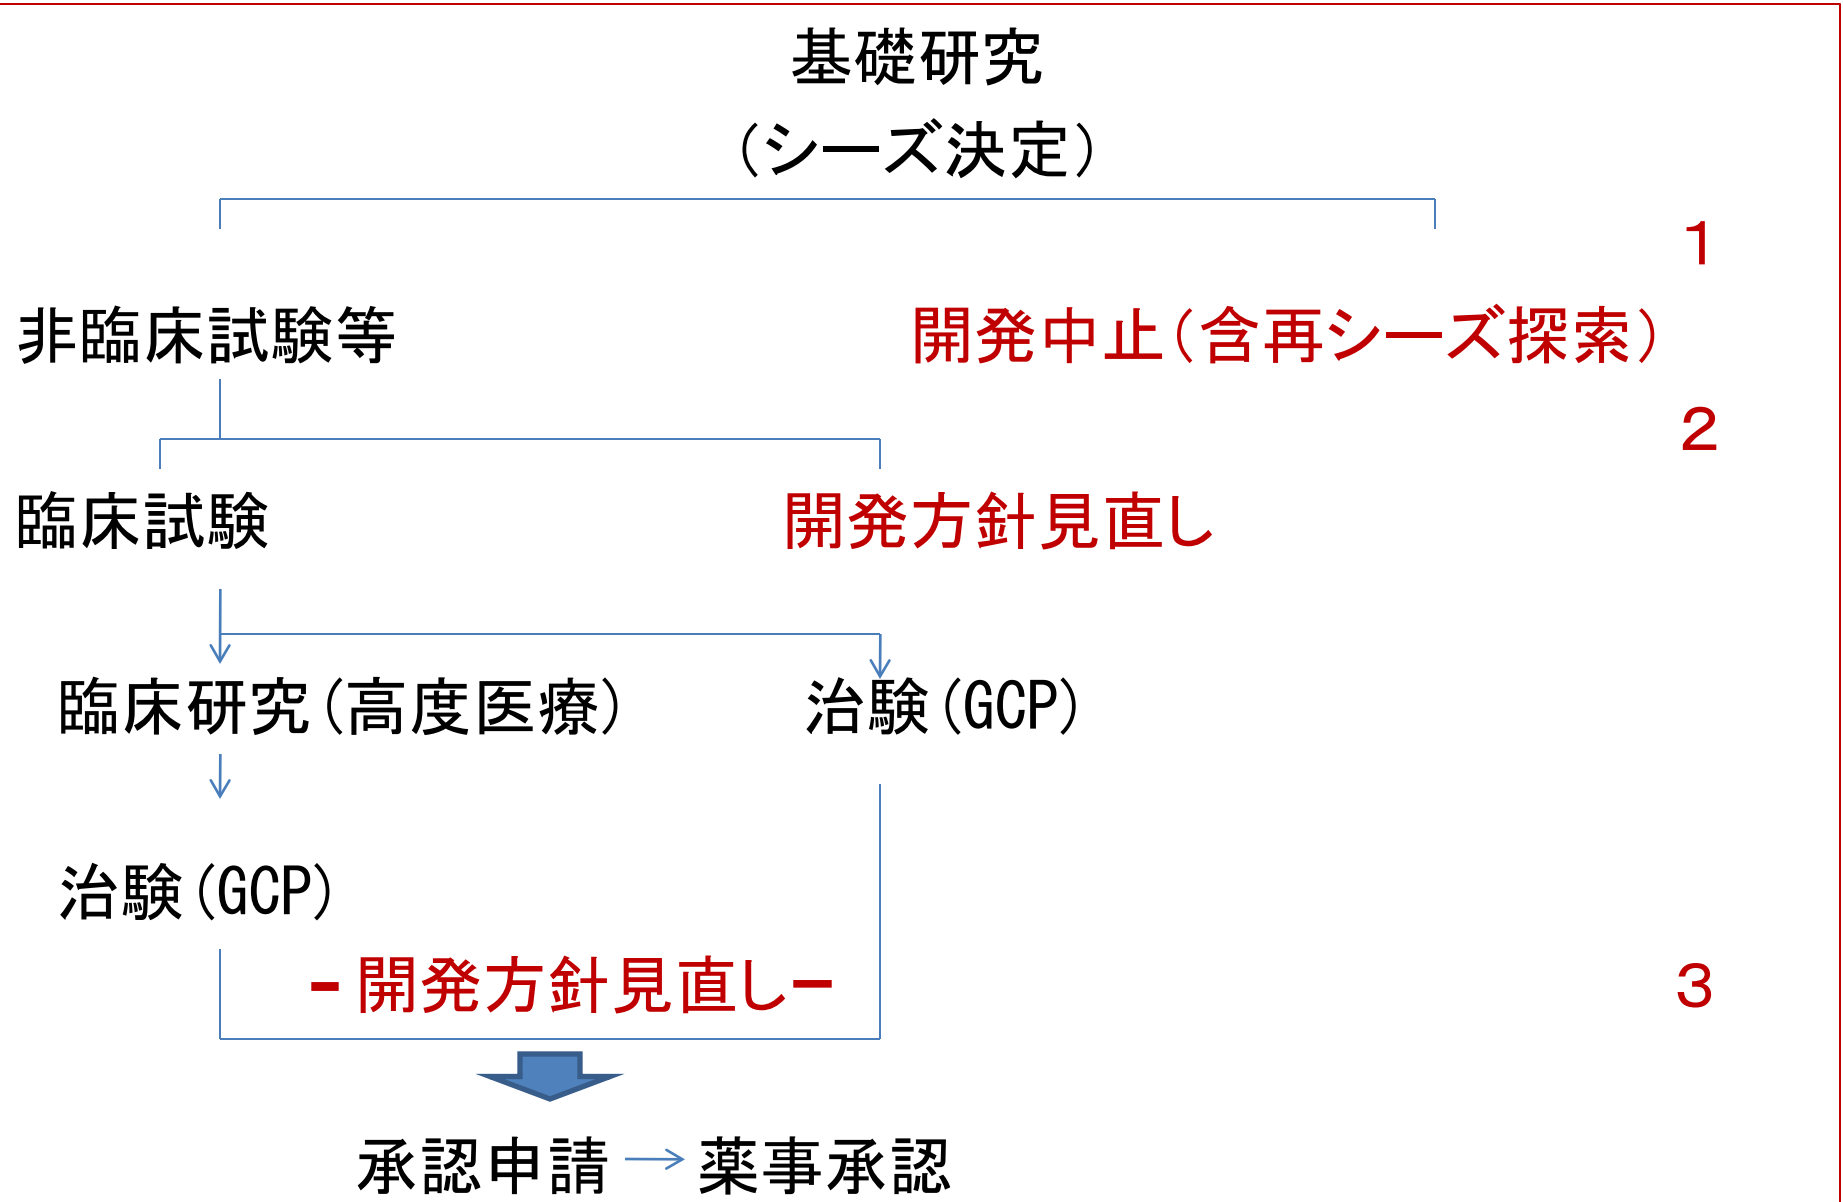 基礎研究
（シーズ決定）
1
非臨床試験等　開発中止（含再シーズ探索）
2
臨床試験　開発方針見直し
臨床研究（高度医療）　治験（GCP）
治験（GCP）
-開発方針見直し-
3
承認申請　薬事承認